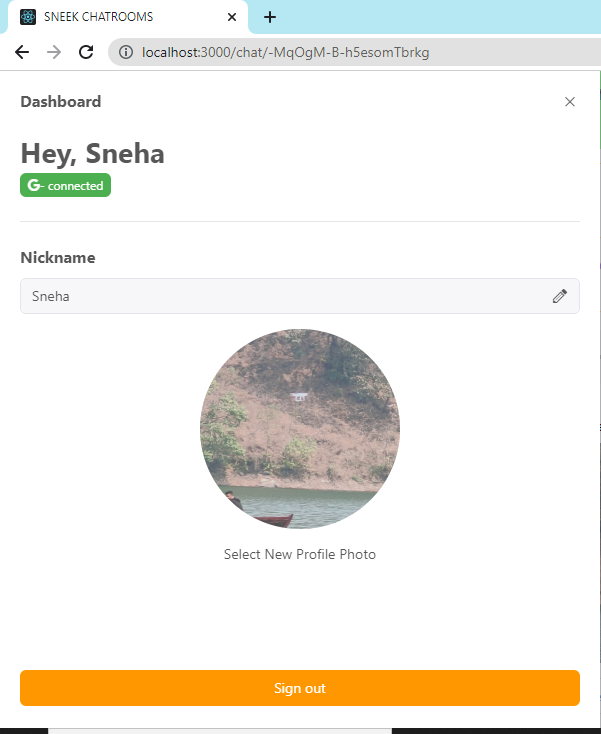 SNEEK CHATROOMS
localhost:3000/chat/-MqOgM-B-h5esomTbrkg
Dashboard
Hey, Sneha
G- connected
Nickname
Sneha
Select New Profile Photo
Sign out